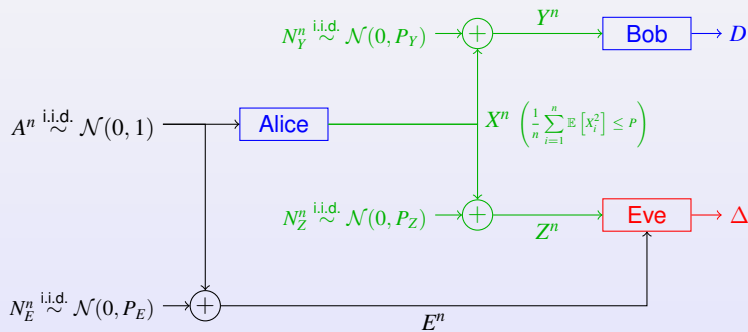 N_Y^n i.i.d. ~ 𝒩(0, P_Y) + Y^n Bob D
A^n i.i.d. ~ 𝒩(0, 1) Alice X^n (1/n ∑_{i=1}^n 𝔼[X_i^2] ≤ P)
N_Z^n i.i.d. ~ 𝒩(0, P_Z) + Z^n Eve Δ
N_E^n i.i.d. ~ 𝒩(0, P_E) + E^n